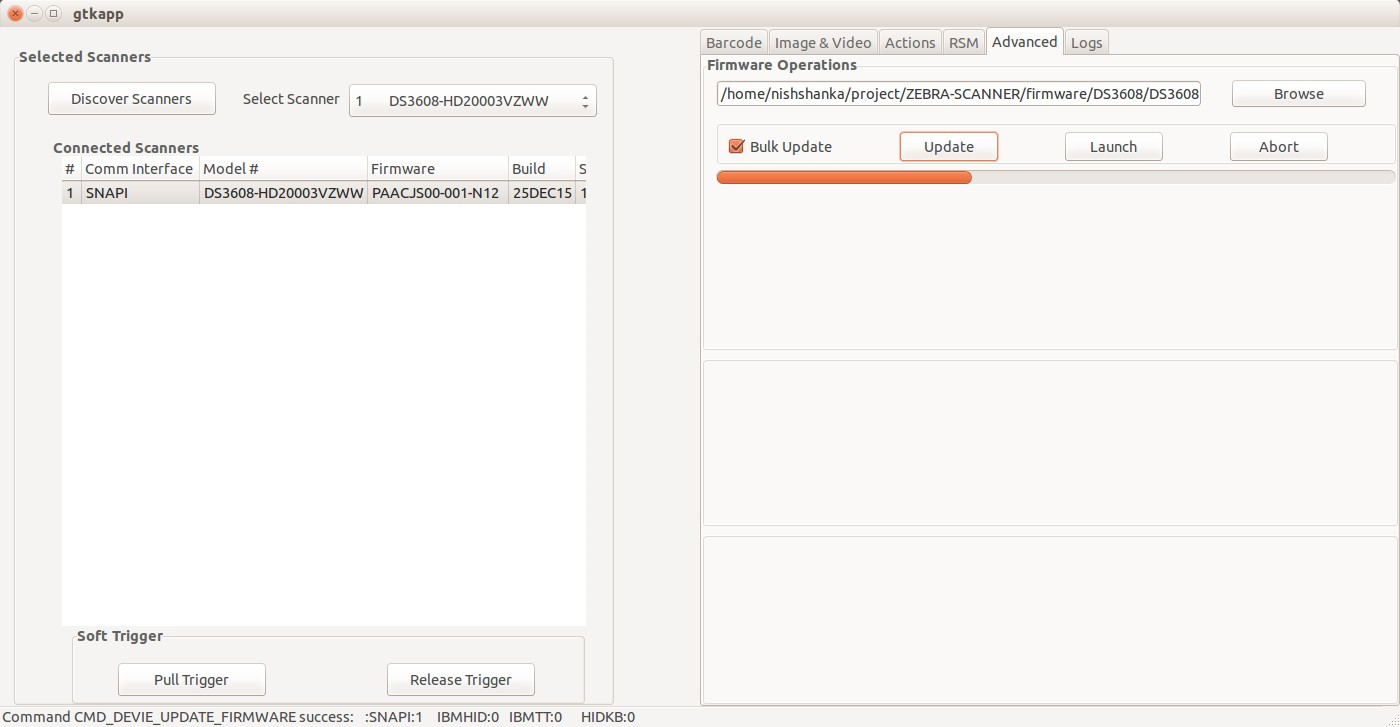 gtkapp
Selected Scanners
Discover Scanners Select Scanner 1 DS3608-HD20003VZWW
Connected Scanners
# Comm Interface Model # Firmware Build S
1 SNAPI DS3608-HD20003VZWW PAACJS00-001-N12 25DEC15 1
Soft Trigger
Pull Trigger Release Trigger
Barcode Image & Video Actions RSM Advanced Logs
Firmware Operations
/home/nishshanka/project/ZEBRA-SCANNER/firmware/DS3608/DS3608 Browse
Bulk Update Update Launch Abort
Command CMD_DEVIE_UPDATE_FIRMWARE success: :SNAPI:1 IBMHID:0 IBMTT:0 HIDKB:0